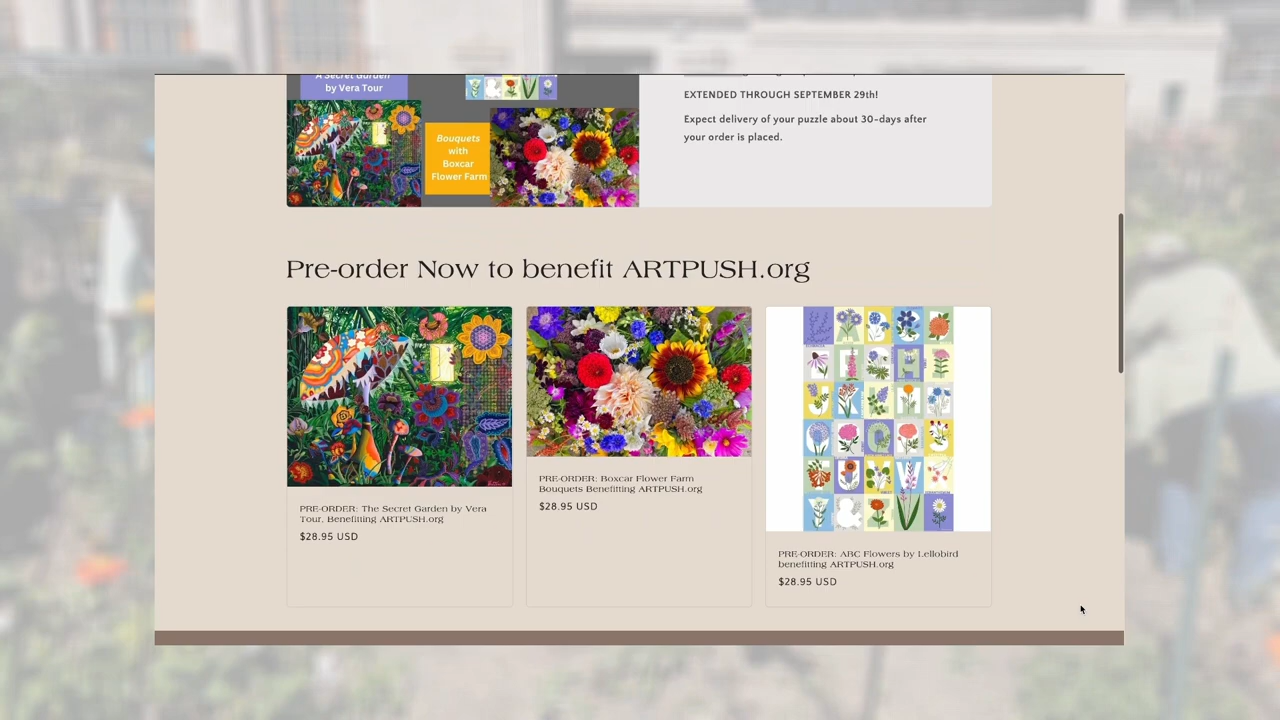 A Secret Garden
by Vera Tour
Bouquets
with
Boxcar
Flower Farm
EXTENDED THROUGH SEPTEMBER 29th!
Expect delivery of your puzzle about 30-days after
your order is placed.
Pre-order Now to benefit ARTPUSH.org
PRE-ORDER: The Secret Garden by Vera
Tour, Benefitting ARTPUSH.org
$28.95 USD
PRE-ORDER: Boxcar Flower Farm
Bouquets Benefitting ARTPUSH.org
$28.95 USD
PRE-ORDER: ABC Flowers by Lellobird
benefitting ARTPUSH.org
$28.95 USD